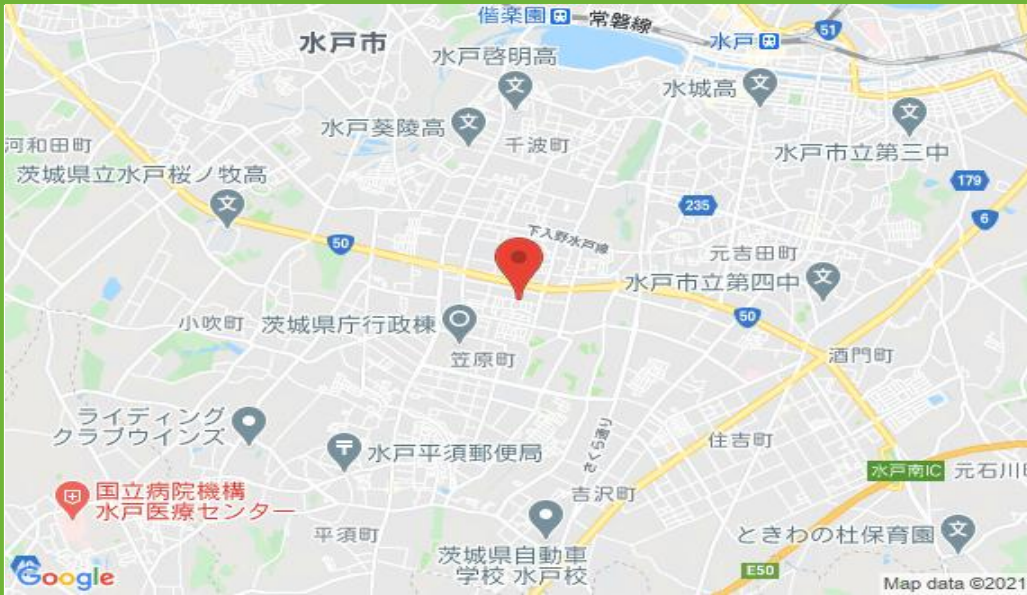 偕楽園
常磐線
水戸市
水戸
51
水戸啓明高
水城高
水戸葵陵高
河和田町
千波町
水戸市立第三中
茨城県立水戸桜ノ牧高
179
235
6
下入野水戸線
50
元吉田町
水戸市立第四中
小吹町
茨城県庁行政棟
50
笠原町
酒門町
ライディング
クラブウインズ
さくら通り
住吉町
水戸平須郵便局
水戸南IC
元石川町
国立病院機構
水戸医療センター
吉沢町
平須町
ときわの杜保育園
茨城県自動車
学校 水戸校
E50
Google
Map data ©2021